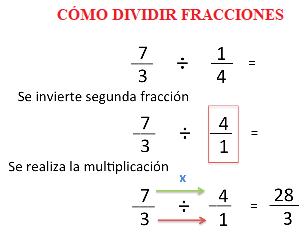 CÓMO DIVIDIR FRACCIONES
7/3 ÷ 1/4 =
Se invierte segunda fracción
7/3 ÷ 4/1 =
Se realiza la multiplicación
x
7/3 ÷ 4/1 = 28/3